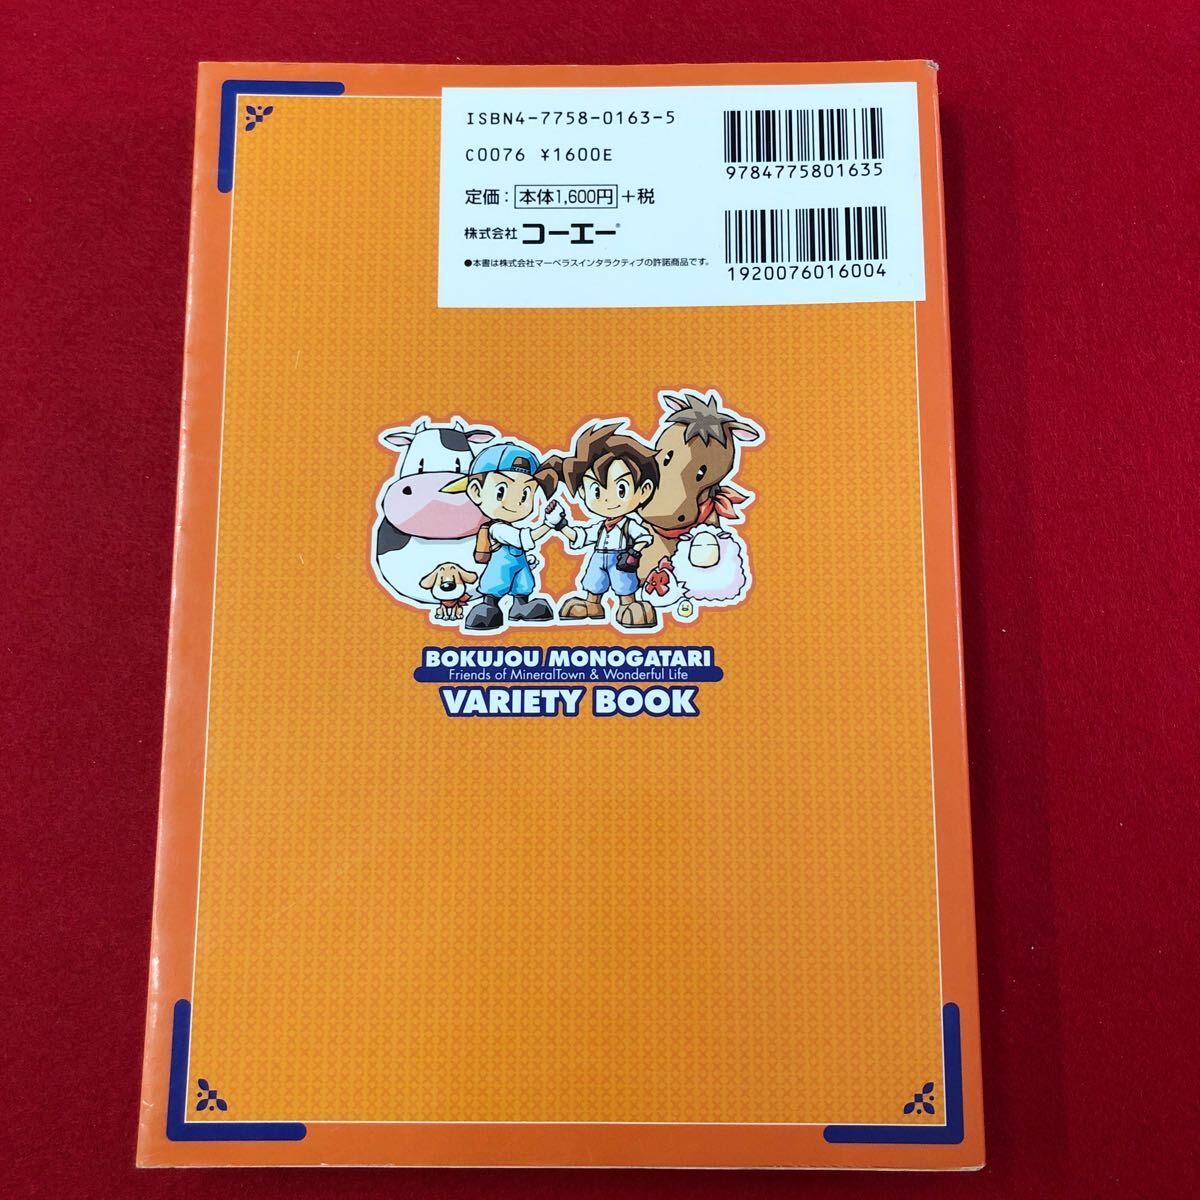 ISBN4-7758-0163-5
C0076 ¥1600E
定価：本体1,600円+税
株式会社 コーエー®
●本書は株式会社マーベラスインタラクティブの許諾商品です。
9784775801635
1920076016004
BOKUJOU MONOGATARI
Friends of MineralTown & Wonderful Life
VARIETY BOOK